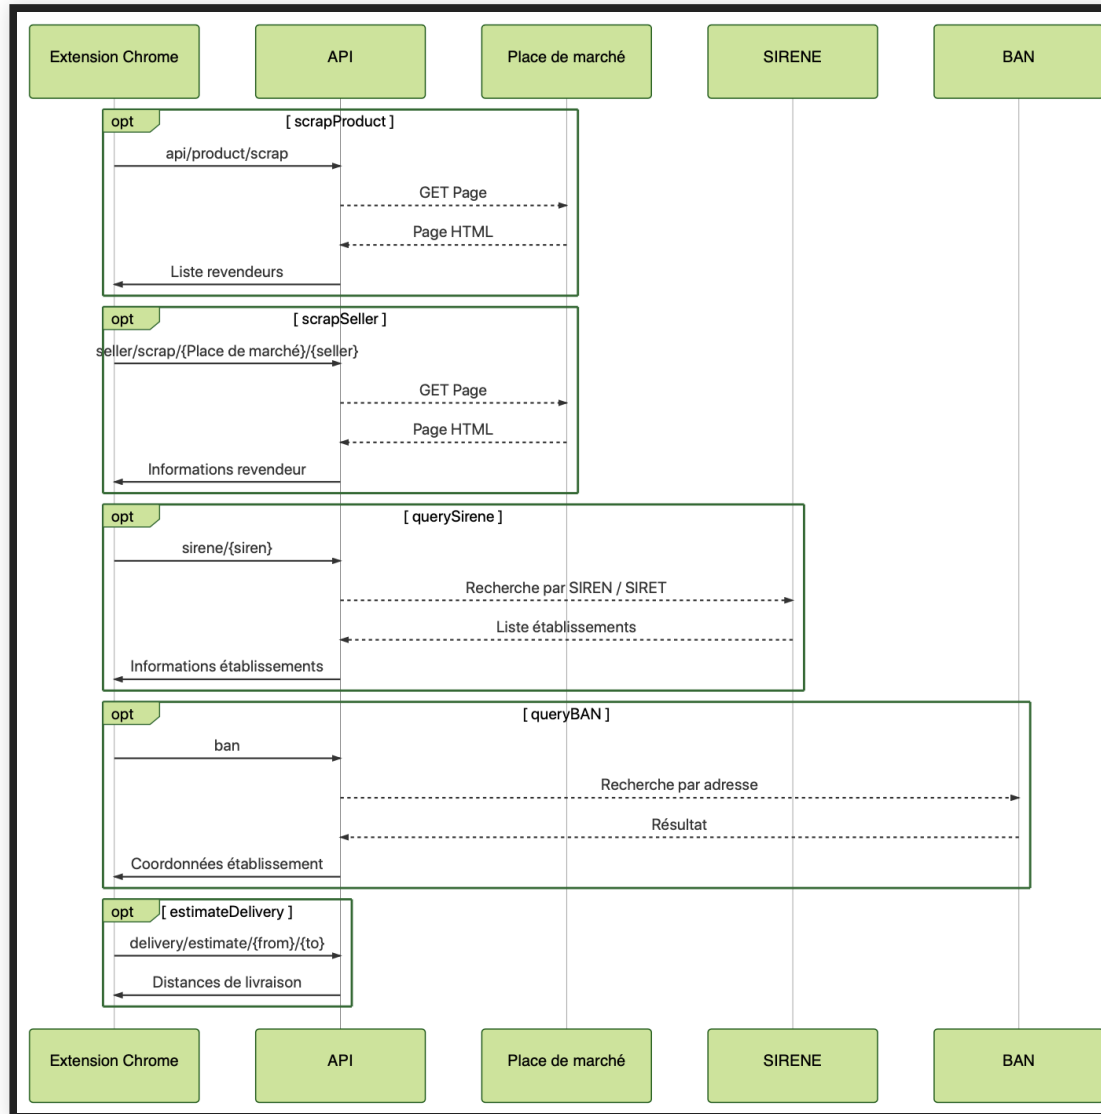 Extension Chrome
API
Place de marché
SIRENE
BAN
opt
[ scrapProduct ]
api/product/scrap
GET Page
Page HTML
Liste revendeurs
opt
[ scrapSeller ]
seller/scrap/{Place de marché}/{seller}
GET Page
Page HTML
Informations revendeur
opt
[ querySirene ]
sirene/{siren}
Recherche par SIREN / SIRET
Liste établissements
Informations établissements
opt
[ queryBAN ]
ban
Recherche par adresse
Résultat
Coordonnées établissement
opt
[ estimateDelivery ]
delivery/estimate/{from}/{to}
Distances de livraison
Extension Chrome
API
Place de marché
SIRENE
BAN